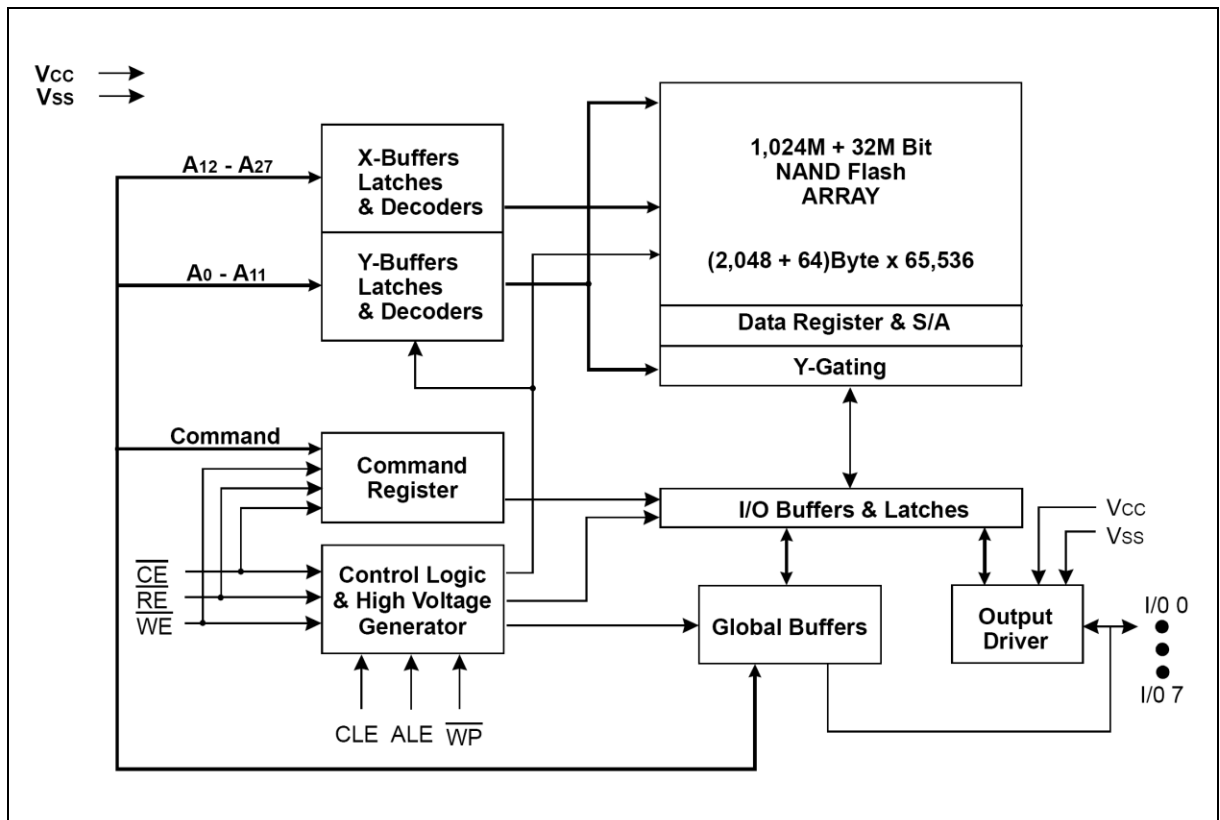 VCC
VSS
A12 - A27
X-Buffers
Latches
& Decoders
A0 - A11
Y-Buffers
Latches
& Decoders
1,024M + 32M Bit
NAND Flash
ARRAY
(2,048 + 64)Byte x 65,536
Data Register & S/A
Y-Gating
Command
Command
Register
I/O Buffers & Latches
VCC
VSS
CE
RE
WE
Control Logic
& High Voltage
Generator
Global Buffers
Output
Driver
I/0 0
I/0 7
CLE
ALE
WP